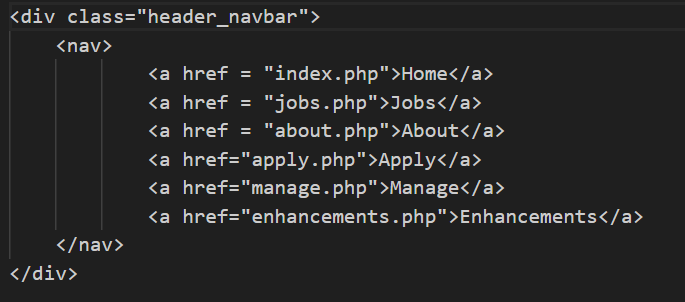 <div class="header_navbar">
<nav>
<a href = "index.php">Home</a>
<a href = "jobs.php">Jobs</a>
<a href = "about.php">About</a>
<a href="apply.php">Apply</a>
<a href="manage.php">Manage</a>
<a href="enhancements.php">Enhancements</a>
</nav>
</div>